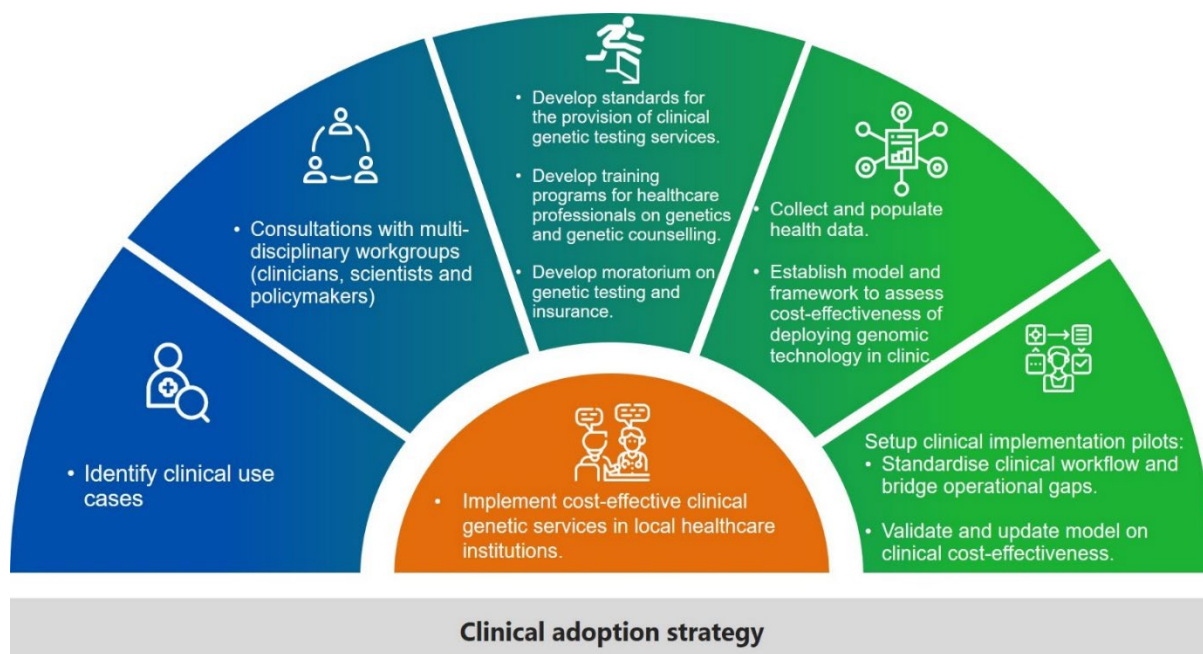 • Identify clinical use
cases
• Consultations with multi-
disciplinary workgroups
(clinicians, scientists and
policymakers)
• Develop standards for
the provision of clinical
genetic testing services.
• Develop training
programs for healthcare
professionals on genetics
and genetic counselling.
• Develop moratorium on
genetic testing and
insurance.
• Collect and populate
health data.
• Establish model and
framework to assess
cost-effectiveness of
deploying genomic
technology in clinic.
Setup clinical implementation pilots:
• Standardise clinical workflow and
bridge operational gaps.
• Validate and update model on
clinical cost-effectiveness.
• Implement cost-effective clinical
genetic services in local healthcare
institutions.
Clinical adoption strategy